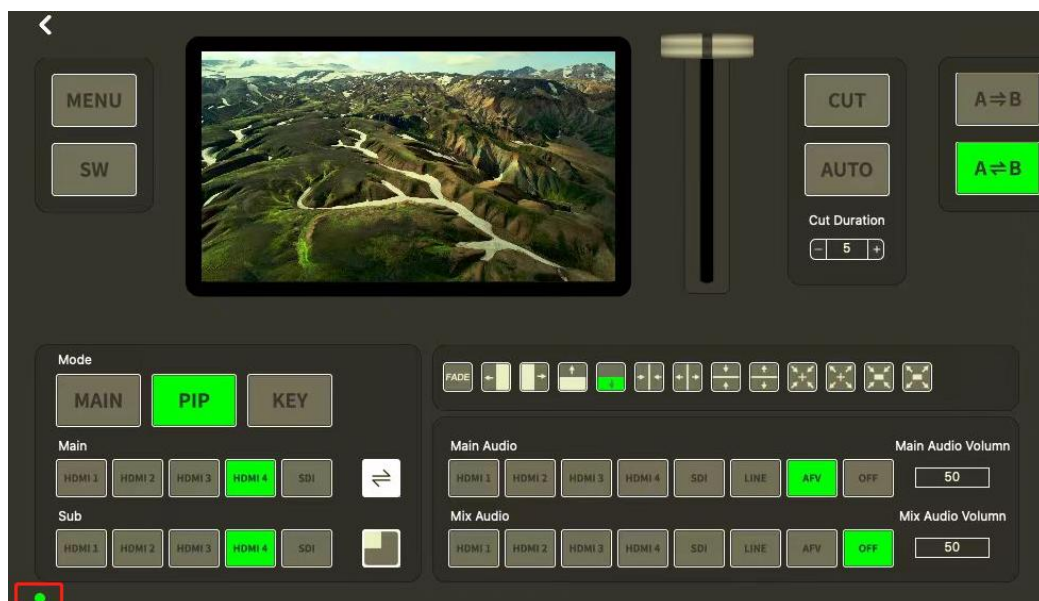 MENU
SW
CUT
AUTO
Cut Duration
- 5 +
A⇒B
A⇌B
Mode
MAIN PIP KEY
Main
HDMI 1 HDMI 2 HDMI 3 HDMI 4 SDI
Sub
HDMI 1 HDMI 2 HDMI 3 HDMI 4 SDI
FADE
Main Audio Main Audio Volumn
HDMI 1 HDMI 2 HDMI 3 HDMI 4 SDI LINE AFV OFF 50
Mix Audio Mix Audio Volumn
HDMI 1 HDMI 2 HDMI 3 HDMI 4 SDI LINE AFV OFF 50